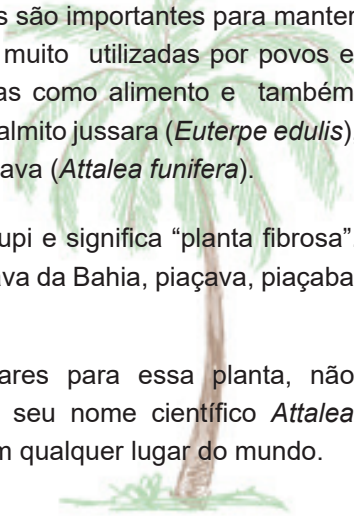 s são importantes para manter
muito utilizadas por povos e
as como alimento e também
almito jussara (Euterpe edulis)
ava (Attalea funifera).
upi e significa “planta fibrosa”.
ava da Bahia, piaçava, piaçaba
ares para essa planta, não
seu nome científico Attalea
m qualquer lugar do mundo.